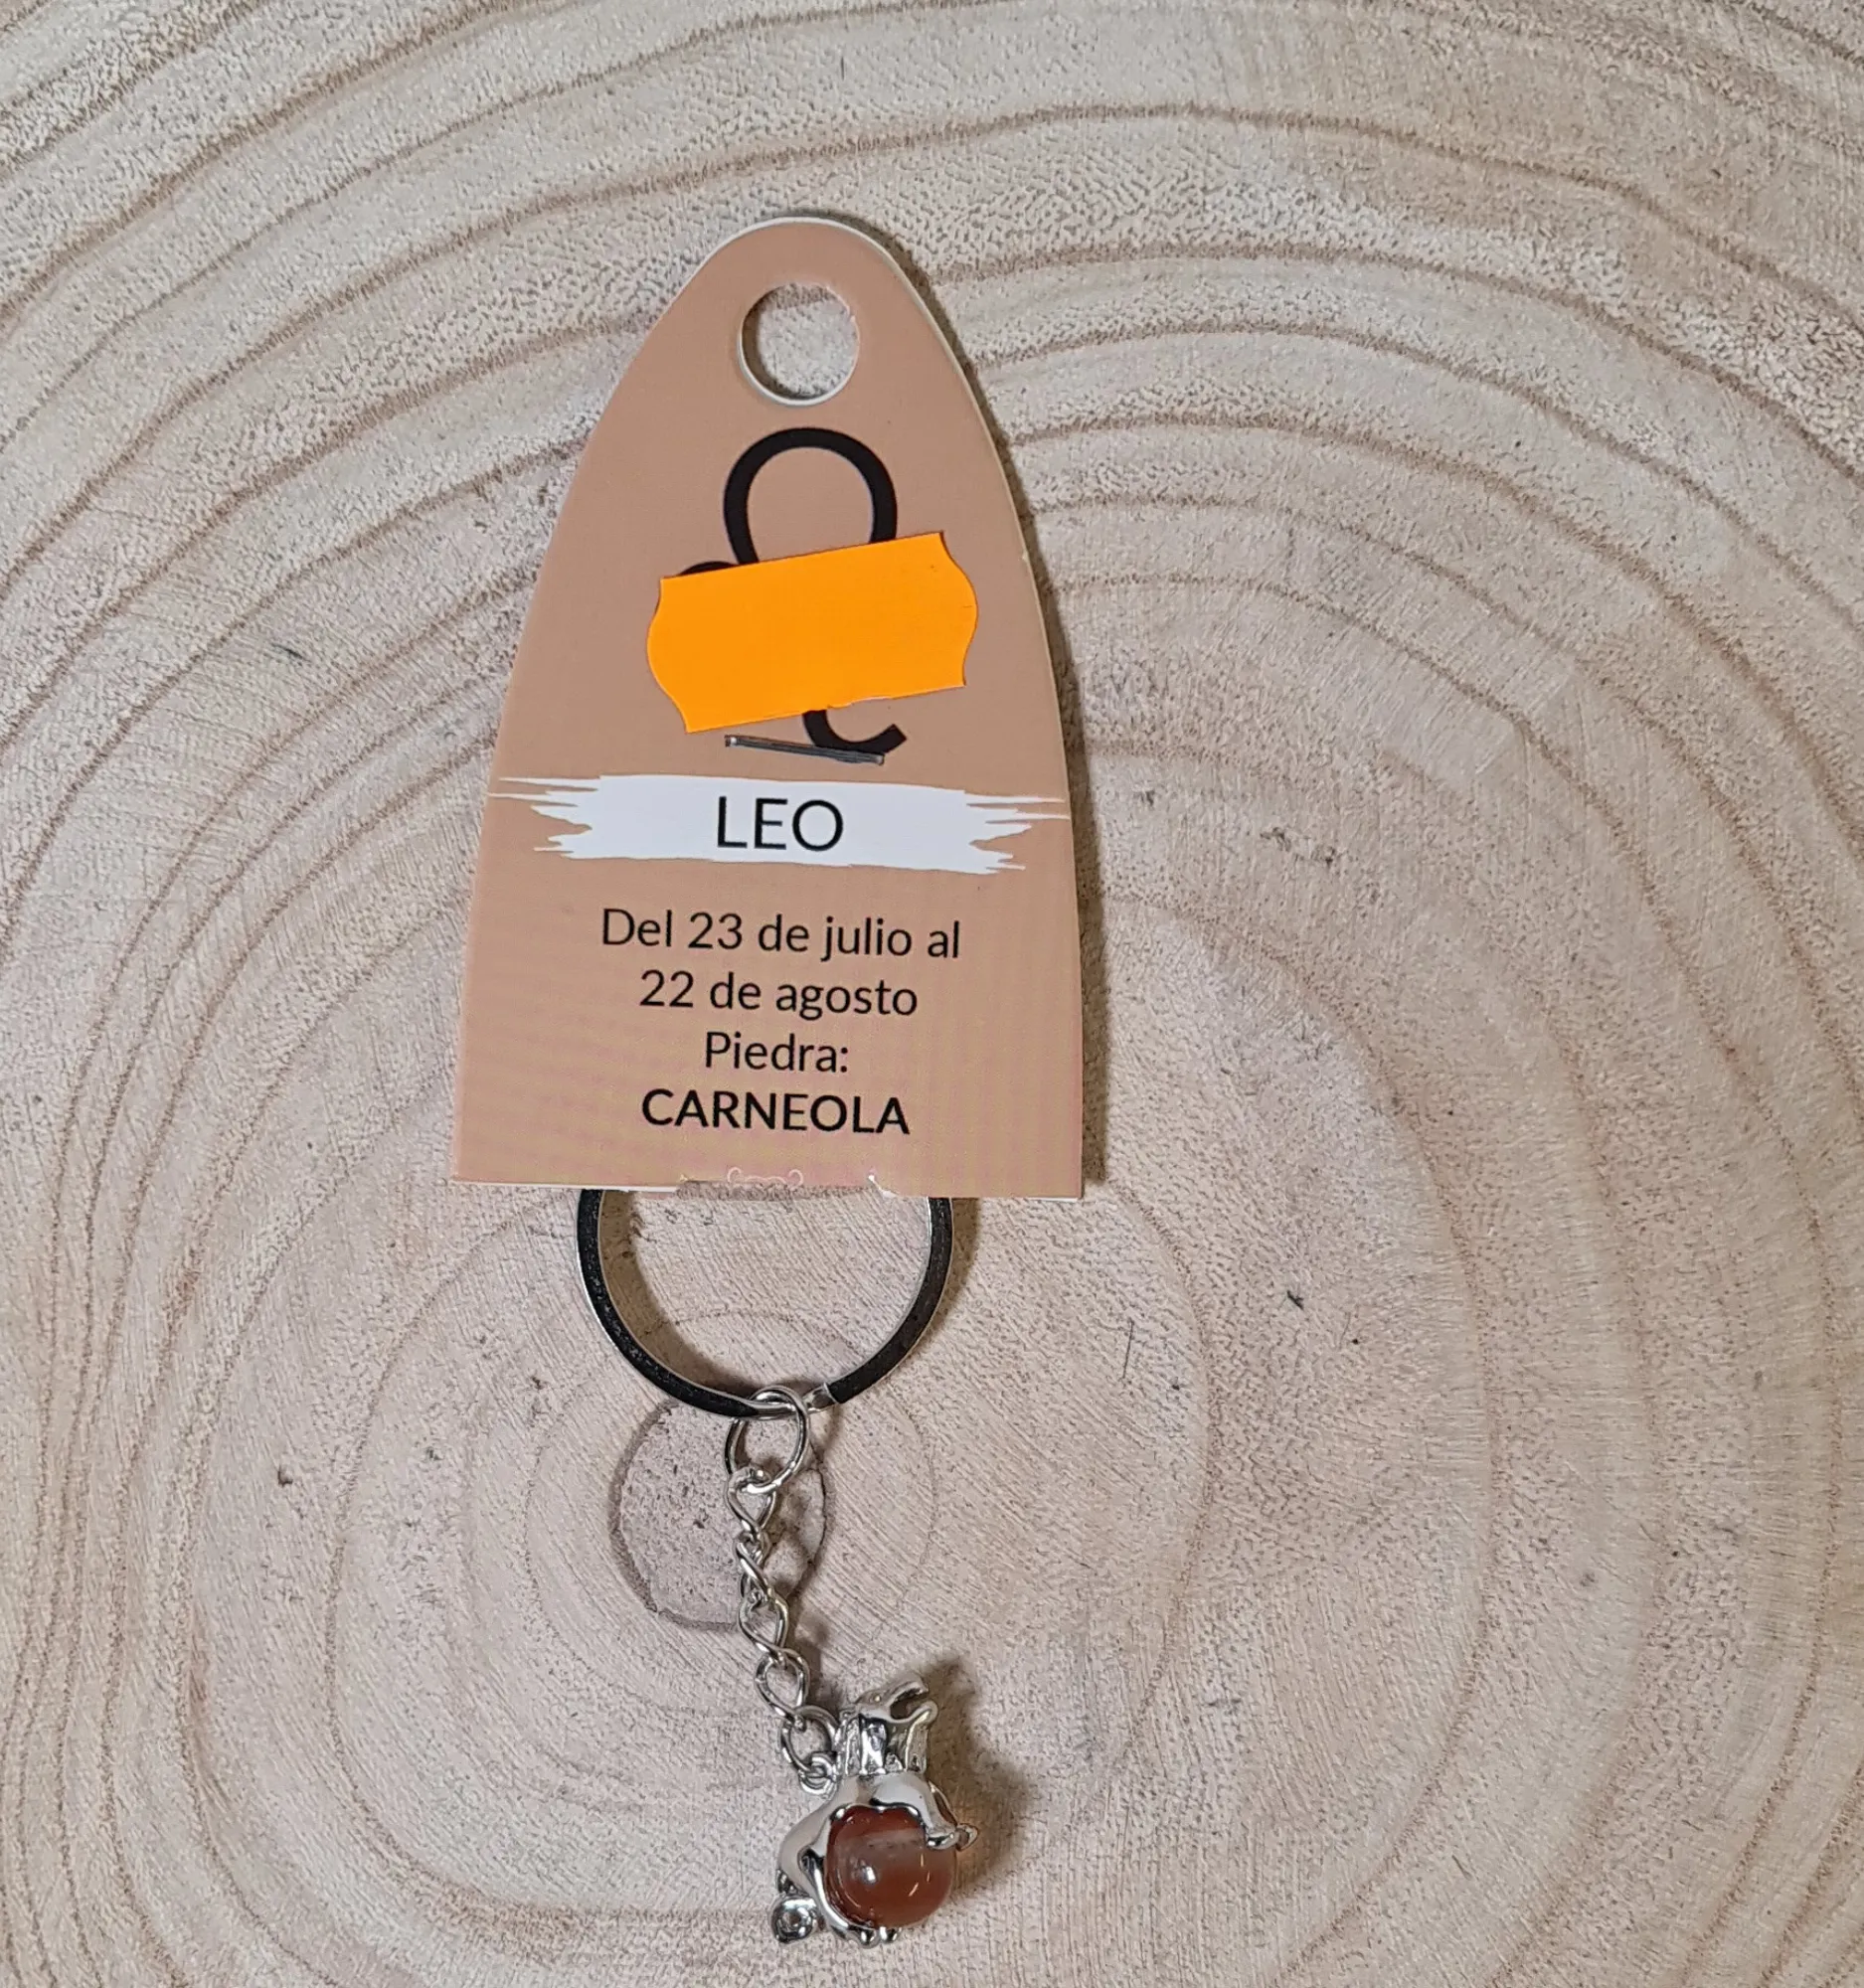 LEO
Del 23 de julio al
22 de agosto
Piedra:
CARNEOLA